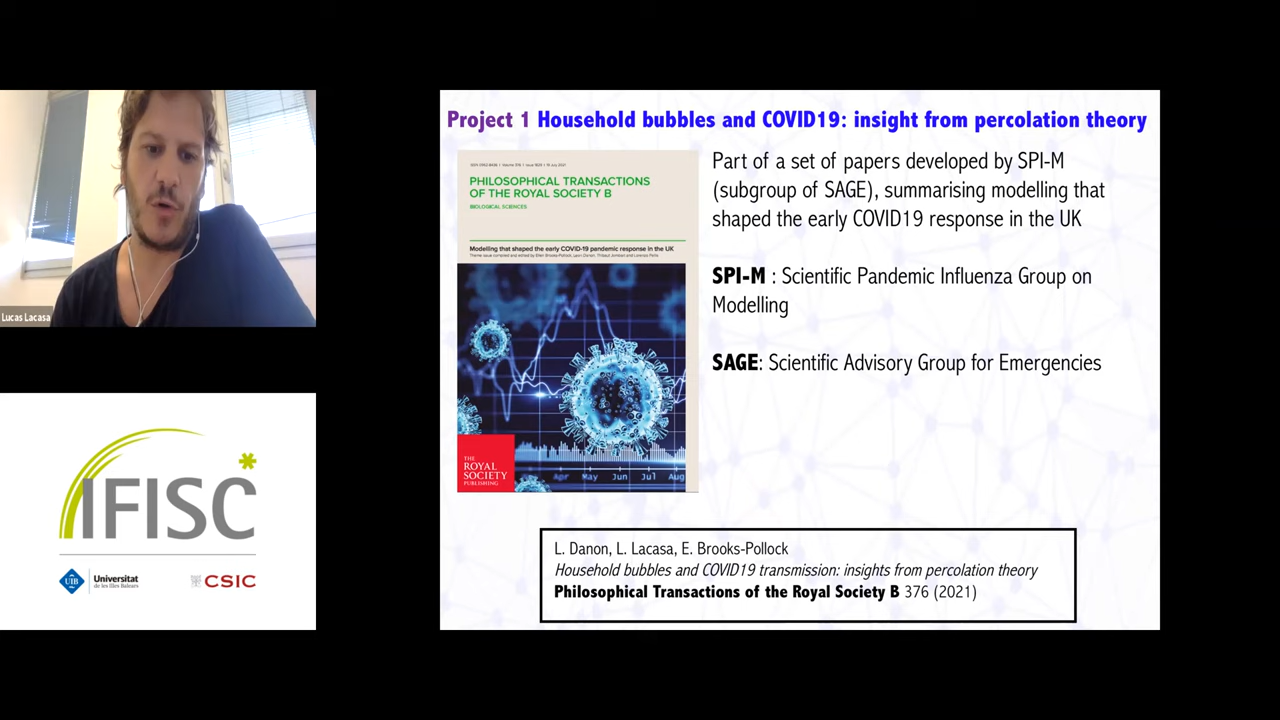 Lucas Lacasa
IFISC
UIB
Universitat
de les Illes Balears
CSIC
Project 1 Household bubbles and COVID19: insight from percolation theory
PHILOSOPHICAL TRANSACTIONS
OF THE ROYAL SOCIETY B
BIOLOGICAL SCIENCES
Modelling that shaped the early COVID-19 pandemic response in the UK
THE
ROYAL
SOCIETY
PUBLISHING
Apr May Jun Jul Aug
Part of a set of papers developed by SPI-M
(subgroup of SAGE), summarising modelling that
shaped the early COVID19 response in the UK
SPI-M : Scientific Pandemic Influenza Group on
Modelling
SAGE: Scientific Advisory Group for Emergencies
L. Danon, L. Lacasa, E. Brooks-Pollock
Household bubbles and COVID19 transmission: insights from percolation theory
Philosophical Transactions of the Royal Society B 376 (2021)